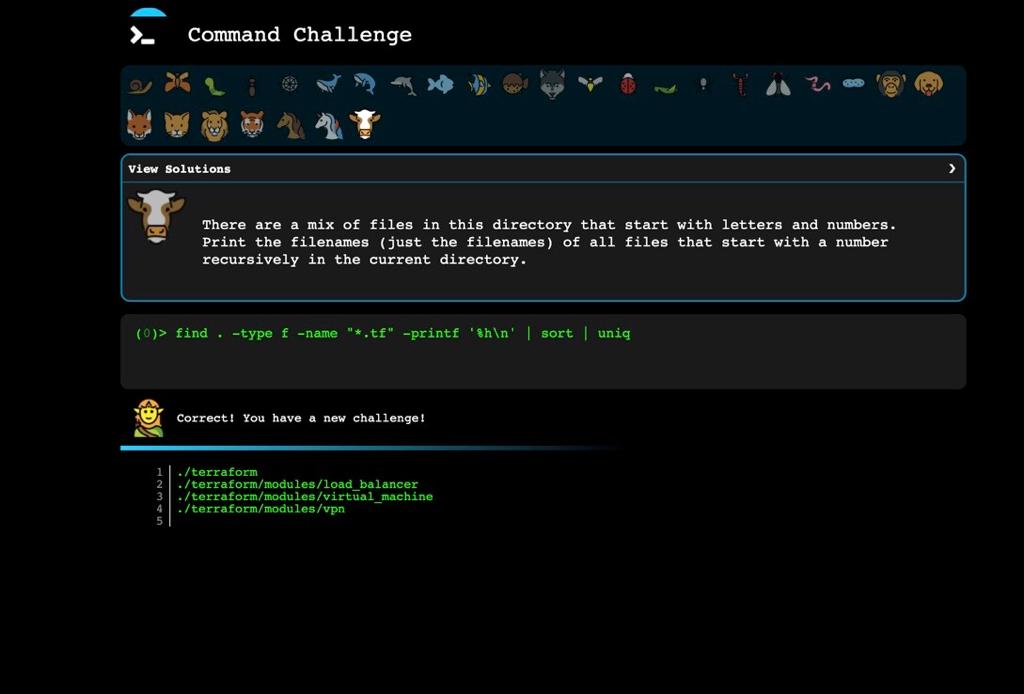 Command Challenge
View Solutions ❯
There are a mix of files in this directory that start with letters and numbers.
Print the filenames (just the filenames) of all files that start with a number
recursively in the current directory.
(0)> find . -type f -name "*.tf" -printf '%h\n' | sort | uniq
Correct! You have a new challenge!
1 ./terraform
2 ./terraform/modules/load_balancer
3 ./terraform/modules/virtual_machine
4 ./terraform/modules/vpn
5